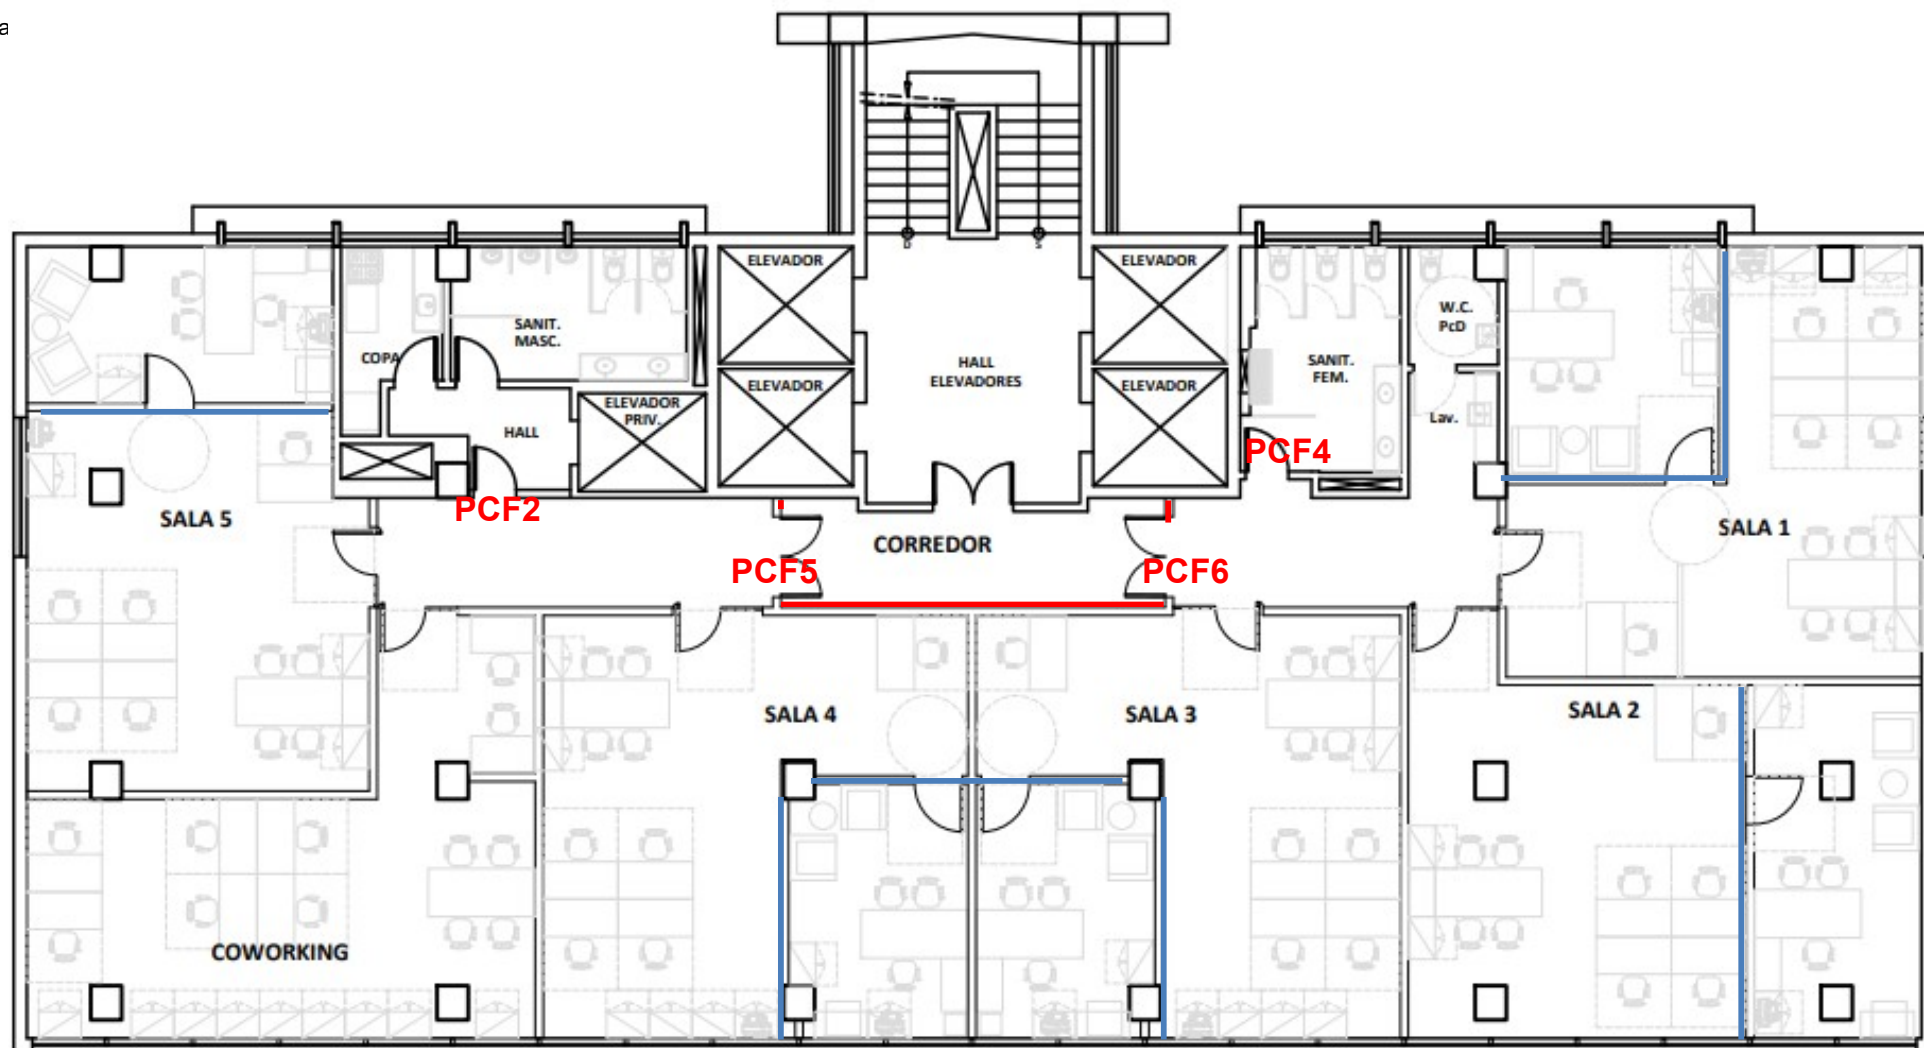 a
ELEVADOR
ELEVADOR
SANIT.
MASC.
W.C.
PcD
COPA
HALL
ELEVADORES
SANIT.
FEM.
ELEVADOR
ELEVADOR
ELEVADOR
PRIV.
HALL
Lav.
PCF4
PCF2
SALA 5
SALA 1
CORREDOR
PCF5
PCF6
SALA 4
SALA 3
SALA 2
COWORKING
D
S